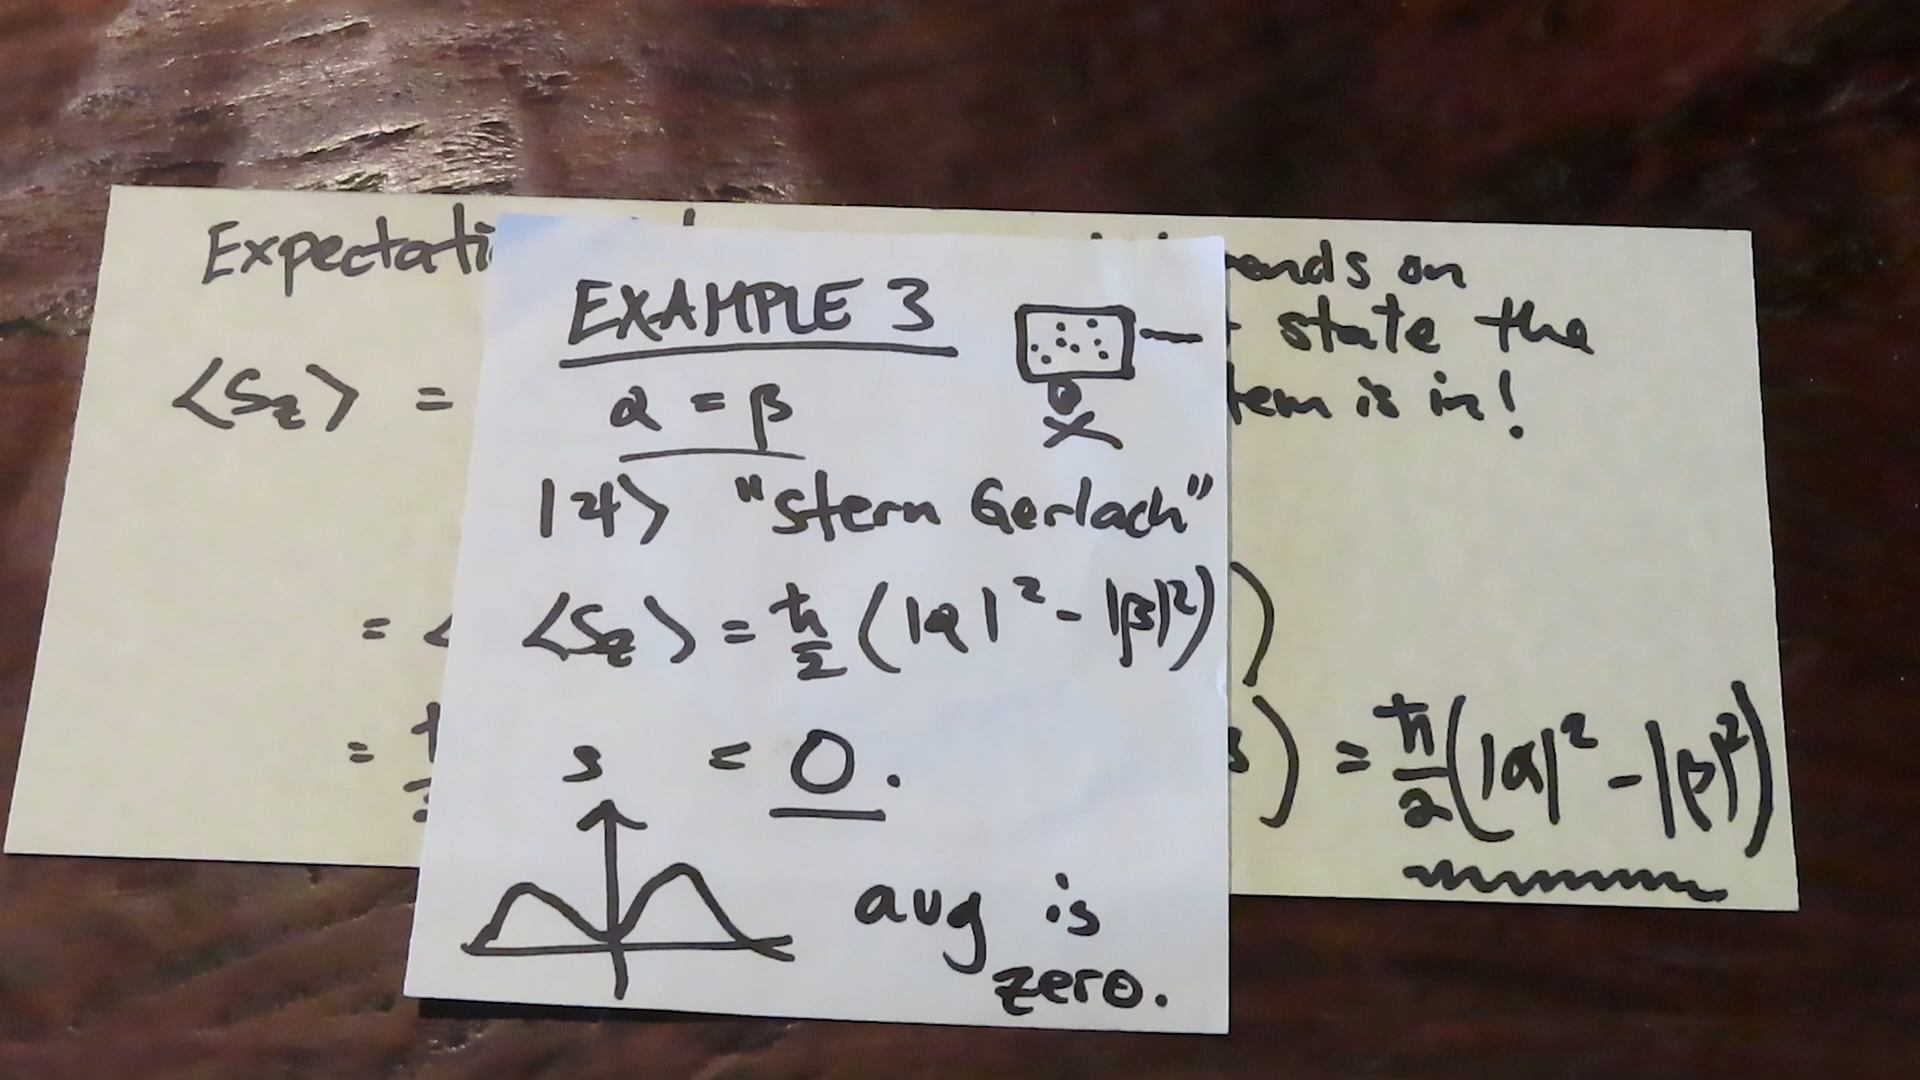 Expectati
ends on
state the
⟨Sz⟩ =
tem is in!
EXAMPLE 3
α = β
|ψ⟩ "Stern Gerlach"
⟨Sz⟩ = ħ/2 (|α|² - |β|²)
= 0.
avg is
zero.
= ⟨
)
=
) = ħ/2 (|α|² - |β|²)